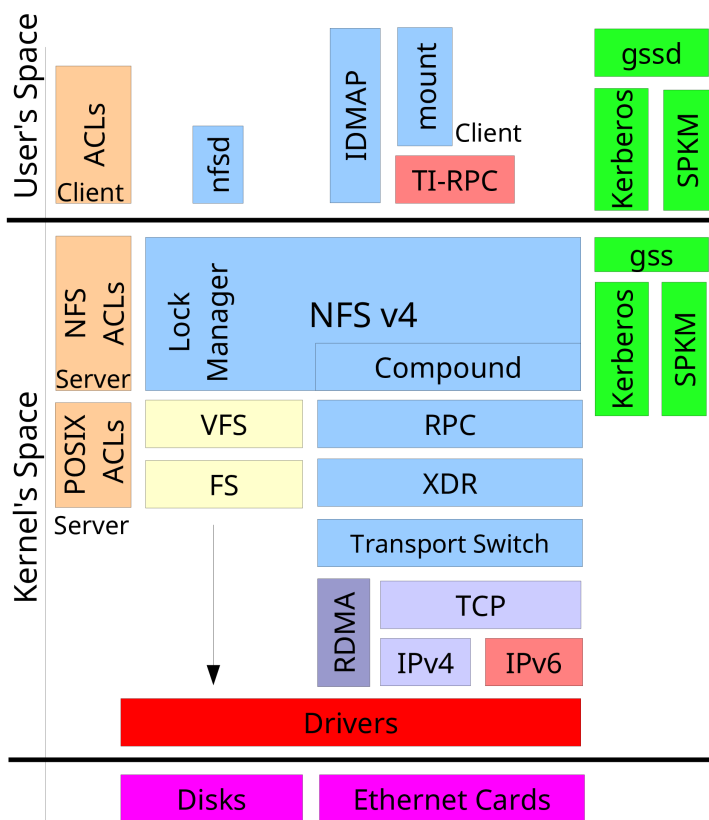 User's Space
ACLs
Client
nfsd
IDMAP
mount
Client
TI-RPC
gssd
Kerberos
SPKM
Kernel's Space
NFS
ACLs
Server
Lock
Manager
NFS v4
Compound
gss
Kerberos
SPKM
POSIX
ACLs
Server
VFS
RPC
FS
XDR
Transport Switch
RDMA
TCP
IPv4
IPv6
Drivers
Disks
Ethernet Cards